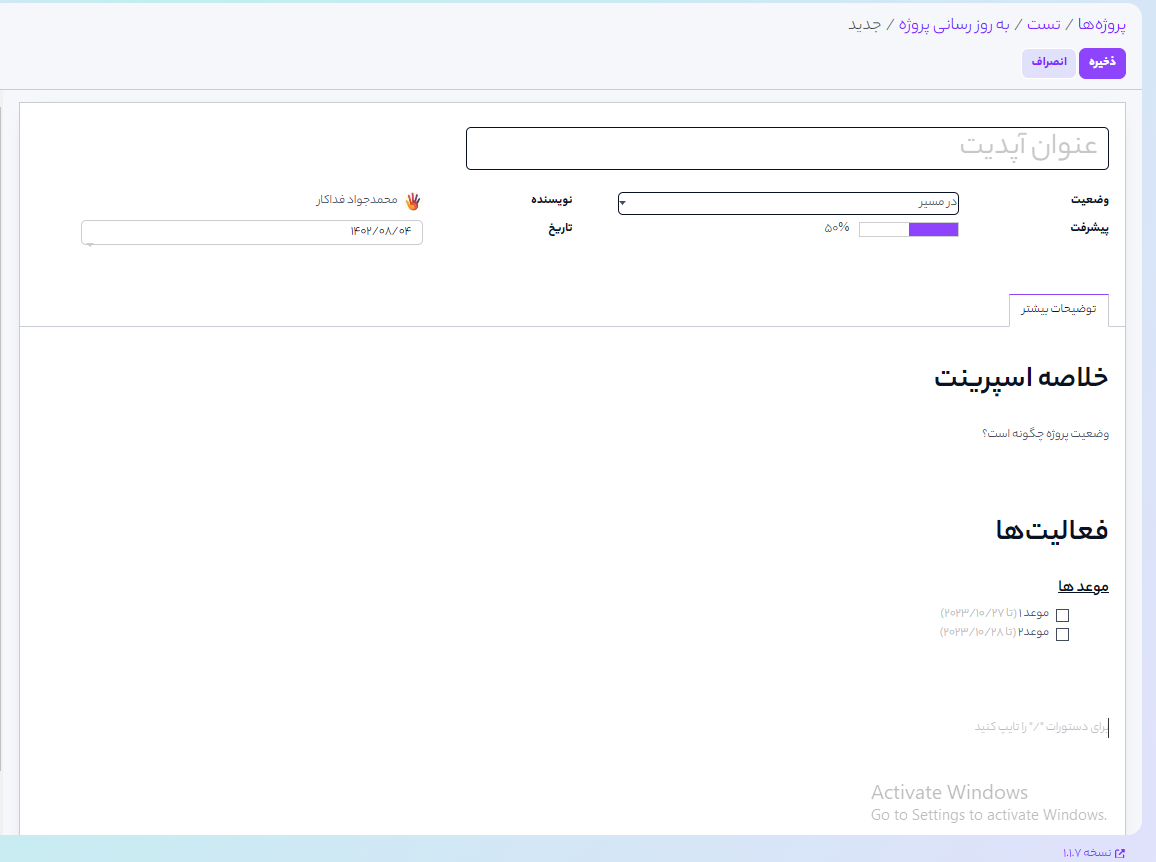 پروژه‌ها / تست / به روز رسانی پروژه / جدید
ذخیره
انصراف
عنوان آپدیت
وضعیت
در مسیر
نویسنده
محمدجواد فداکار
پیشرفت
۵۰%
تاریخ
۱۴۰۲/۰۸/۰۴
توضیحات بیشتر
خلاصه اسپرینت
وضعیت پروژه چگونه است؟
فعالیت‌ها
موعد ها
موعد ۱ (تا ۲۰۲۳/۱۰/۲۷)
موعد۲ (تا ۲۰۲۳/۱۰/۲۸)
برای دستورات "/" را تایپ کنید
Activate Windows
Go to Settings to activate Windows.
نسخه ۱.۱.۷